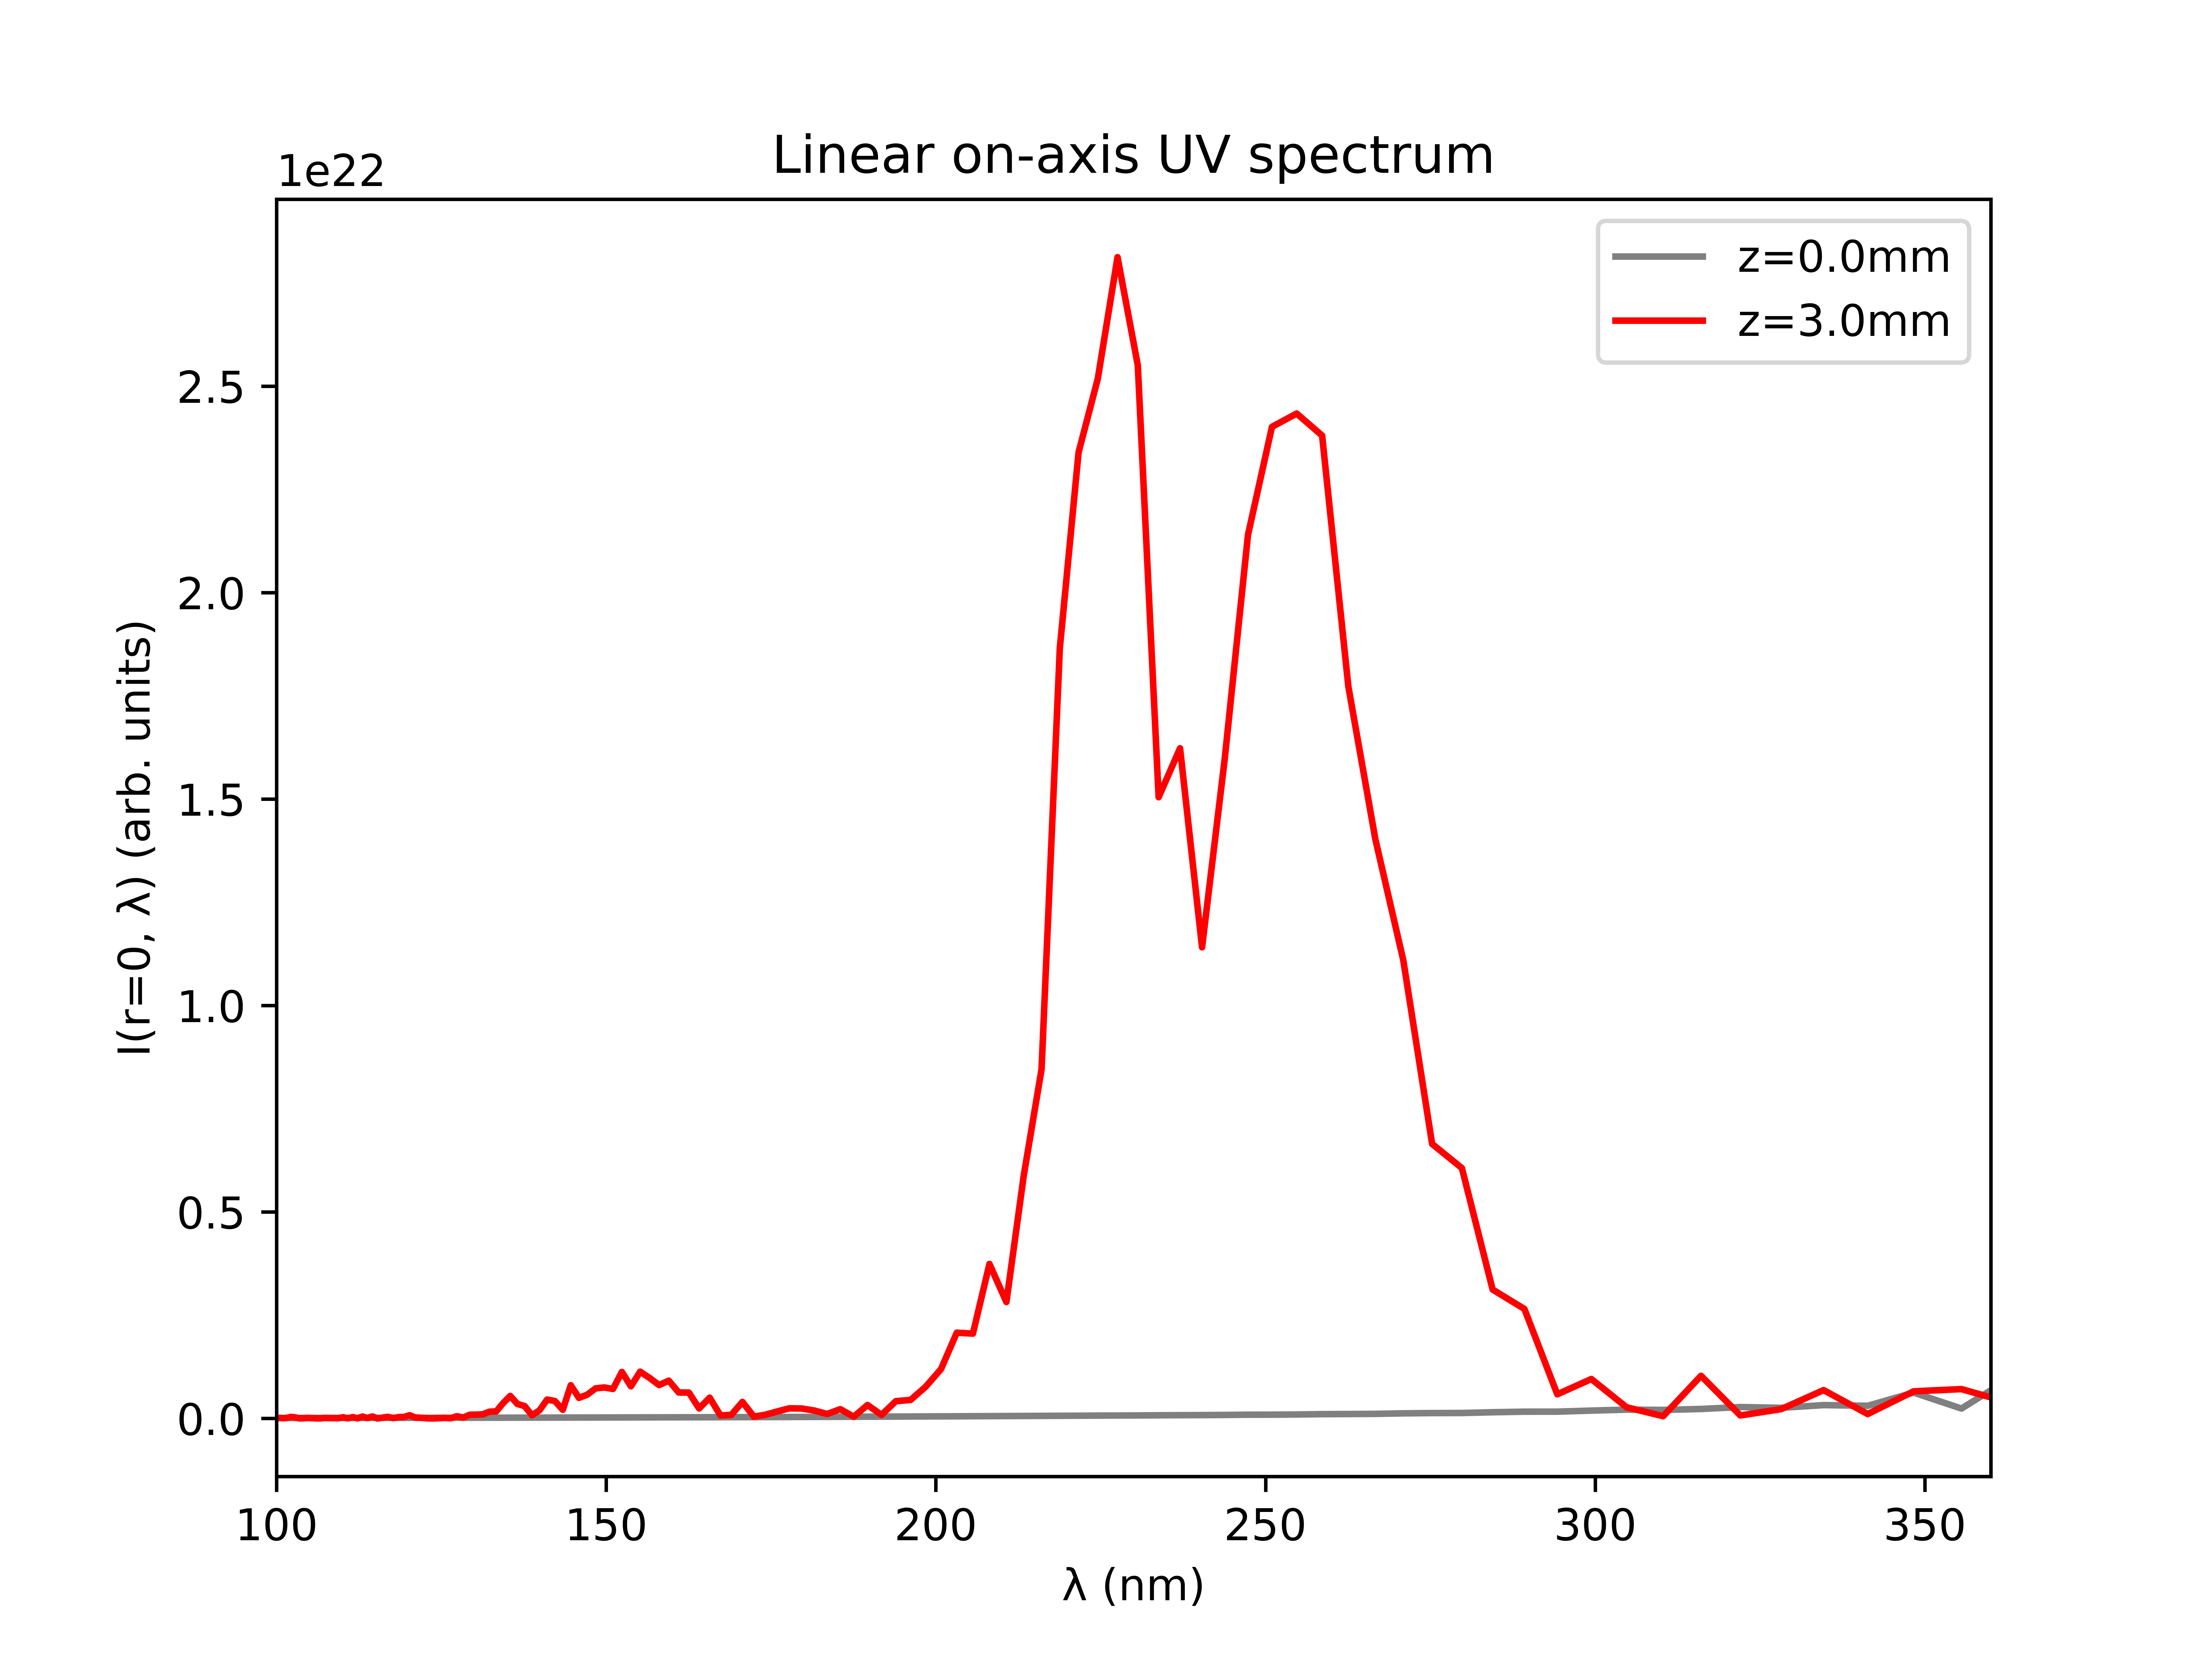 Linear on-axis UV spectrum
1e22
z=0.0mm
z=3.0mm
I(r=0, λ) (arb. units)
2.5
2.0
1.5
1.0
0.5
0.0
100 150 200 250 300 350
λ (nm)